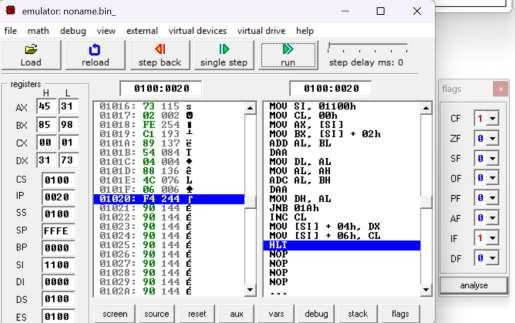 emulator: noname.bin_
file math debug view external virtual devices virtual drive help
Load reload step back single step run step delay ms: 0
registers
H L
AX 45 31
BX 85 98
CX 00 01
DX 31 73
CS 0100
IP 0020
SS 0100
SP FFFE
BP 0000
SI 1100
DI 0000
DS 0100
ES 0100
0100:0020
01016: 73 115 s
01017: 02 002
01018: FE 254
01019: C1 193
0101A: 89 137 ë
0101B: 54 084 T
0101C: 04 004 ♦
0101D: 88 136 ê
0101E: 4C 076 L
0101F: 06 006 ♠
01020: F4 244 ⌠
01021: 90 144 É
01022: 90 144 É
01023: 90 144 É
01024: 90 144 É
01025: 90 144 É
01026: 90 144 É
01027: 90 144 É
01028: 90 144 É
01029: 90 144 É
0102A: 90 144 É
0100:0020
MOV SI, 01100h
MOV CL, 00h
MOV AX, [SI]
MOV BX, [SI] + 02h
ADD AL, BL
DAA
MOV DL, AL
MOV AL, AH
ADC AL, BH
DAA
MOV DH, AL
JNB 01Ah
INC CL
MOV [SI] + 04h, DX
MOV [SI] + 06h, CL
HLT
NOP
NOP
NOP
NOP
...
screen source reset aux vars debug stack flags
flags
CF 1
ZF 0
SF 0
OF 0
PF 0
AF 0
IF 1
DF 0
analyse